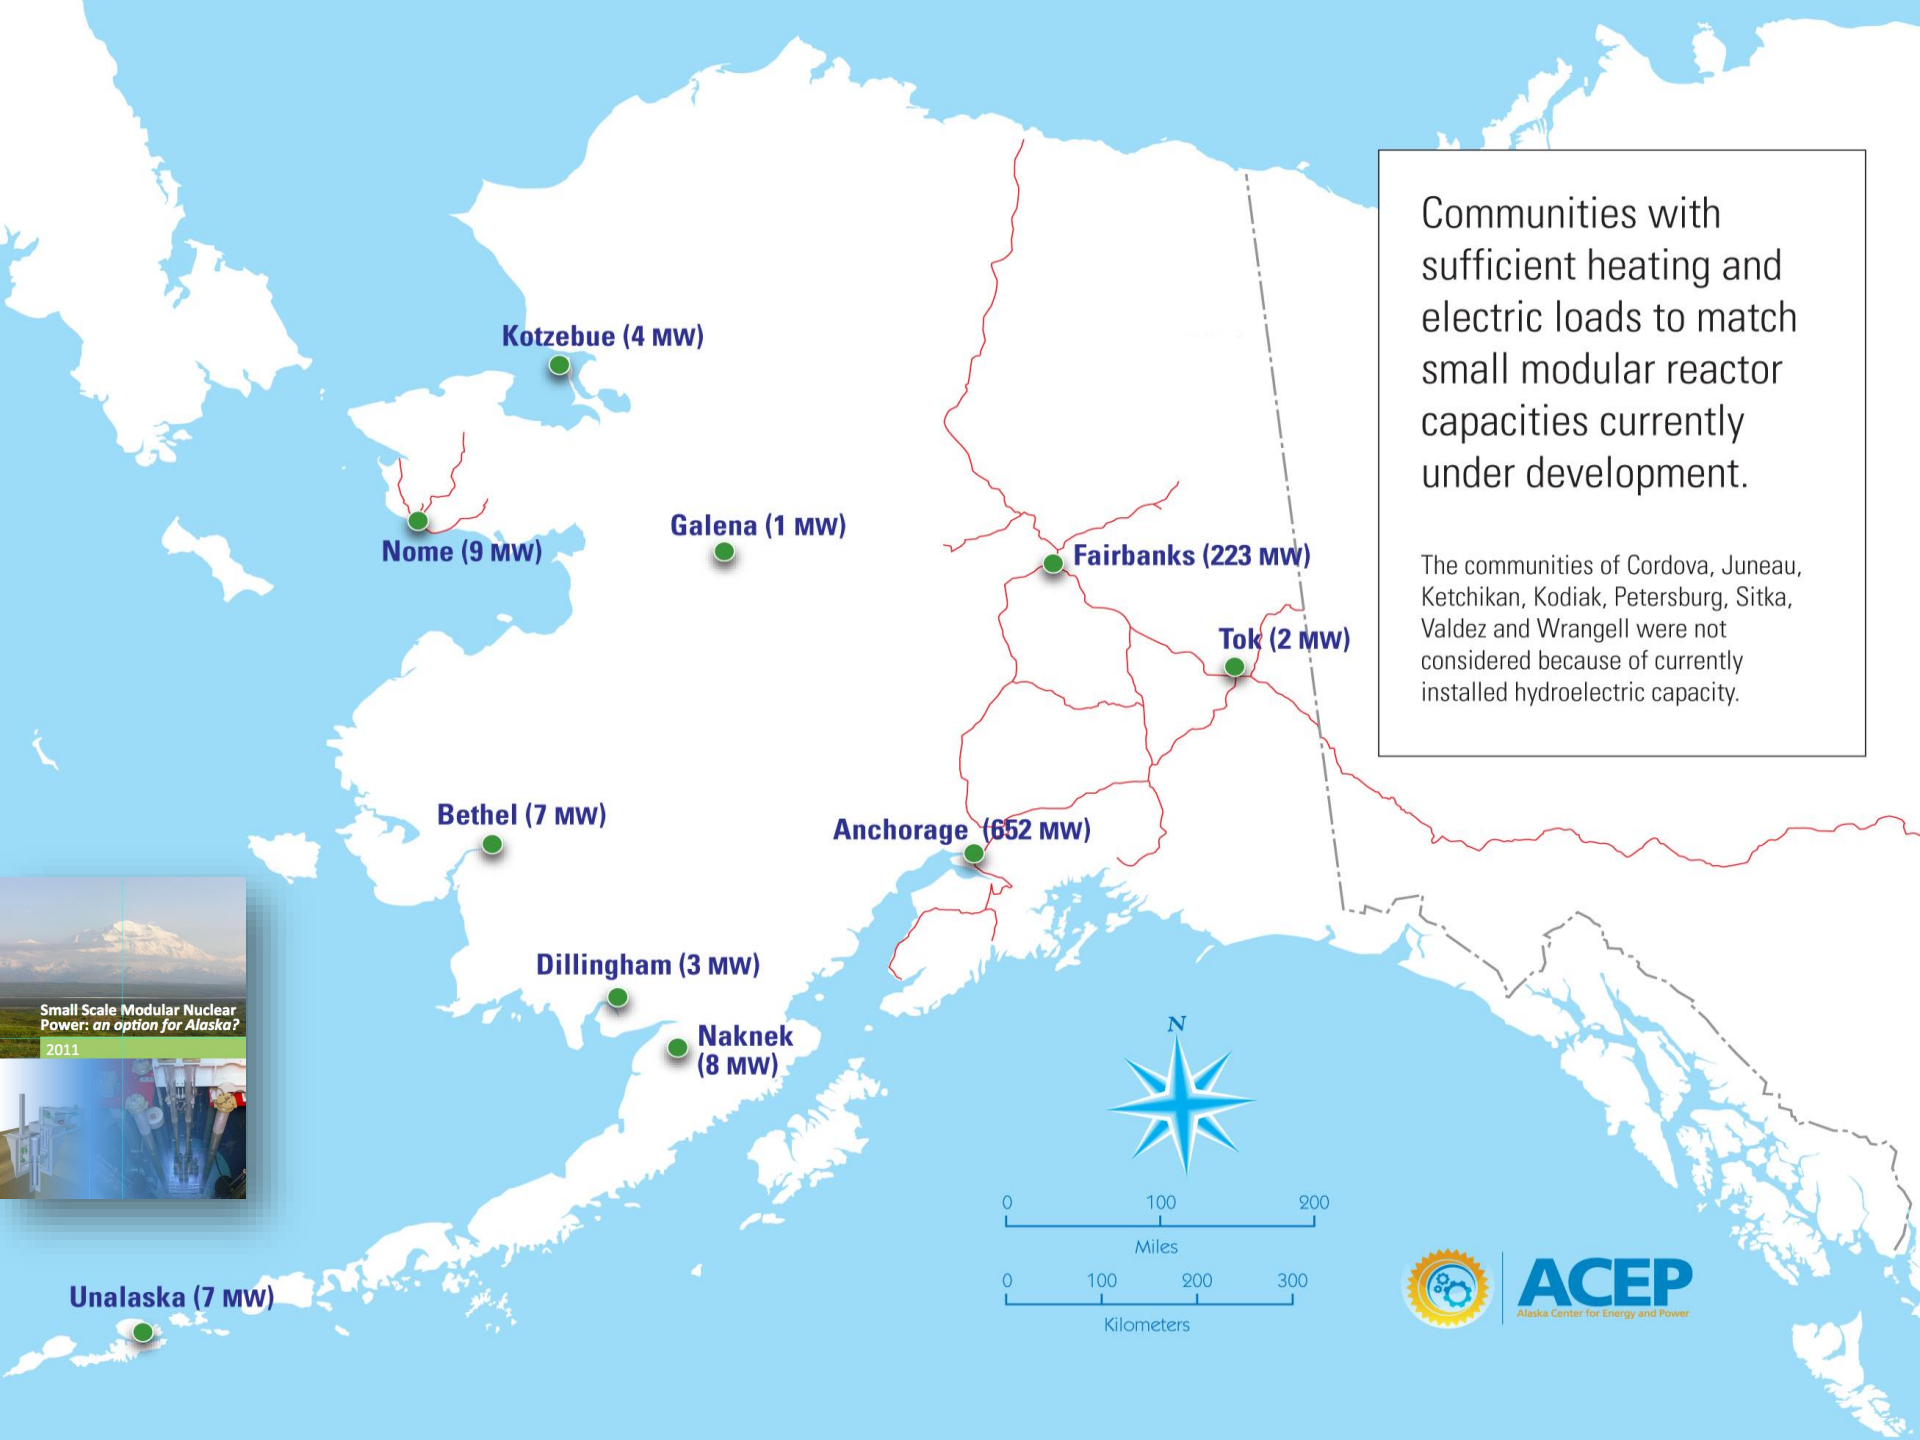 Communities with
sufficient heating and
electric loads to match
small modular reactor
capacities currently
under development.
The communities of Cordova, Juneau,
Ketchikan, Kodiak, Petersburg, Sitka,
Valdez and Wrangell were not
considered because of currently
installed hydroelectric capacity.
Kotzebue (4 MW)
Galena (1 MW)
Nome (9 MW)
Fairbanks (223 MW)
Tok (2 MW)
Bethel (7 MW)
Anchorage (652 MW)
Dillingham (3 MW)
Naknek
(8 MW)
Small Scale Modular Nuclear
Power: an option for Alaska?
2011
Unalaska (7 MW)
N
0 100 200
Miles
0 100 200 300
Kilometers
ACEP
Alaska Center for Energy and Power